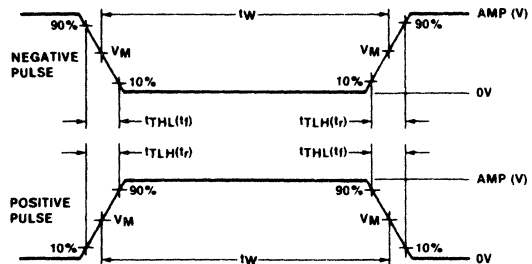 tW
AMP (V)
90% 90%
VM VM
NEGATIVE
PULSE
10% 10%
0V
tTHL(tf) tTLH(tr)
tTLH(tr) tTHL(tf)
AMP (V)
90% 90%
POSITIVE
PULSE
VM VM
10% 10%
tW
0V